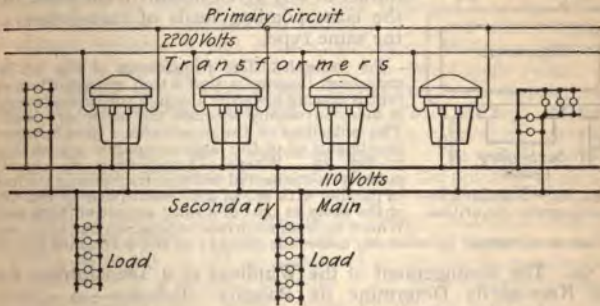 Primary Circuit
2200 Volts
Transformers
110 Volts
Secondary Main
Load
Load